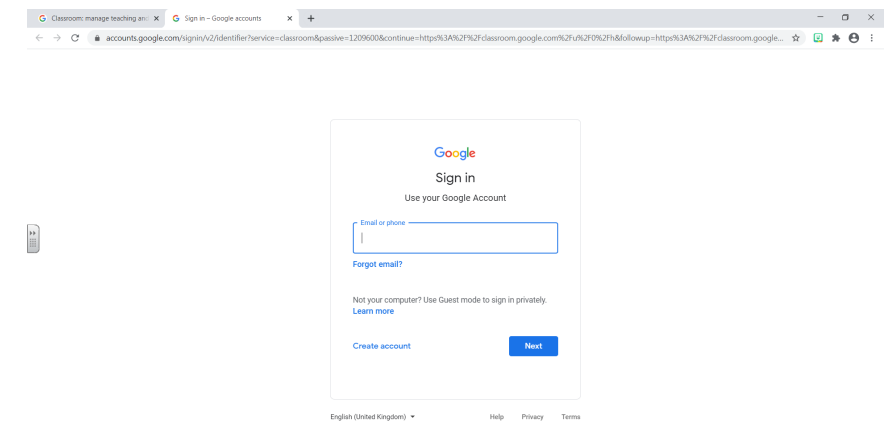 Classroom: manage teaching and
Sign in – Google accounts
accounts.google.com/signin/v2/identifier?service=classroom&passive=1209600&continue=https%3A%2F%2Fclassroom.google.com%2Fu%2F0%2Fh&followup=https%3A%2F%2Fclassroom.google...
Google
Sign in
Use your Google Account
Email or phone
Forgot email?
Not your computer? Use Guest mode to sign in privately.
Learn more
Create account
Next
English (United Kingdom)
Help Privacy Terms